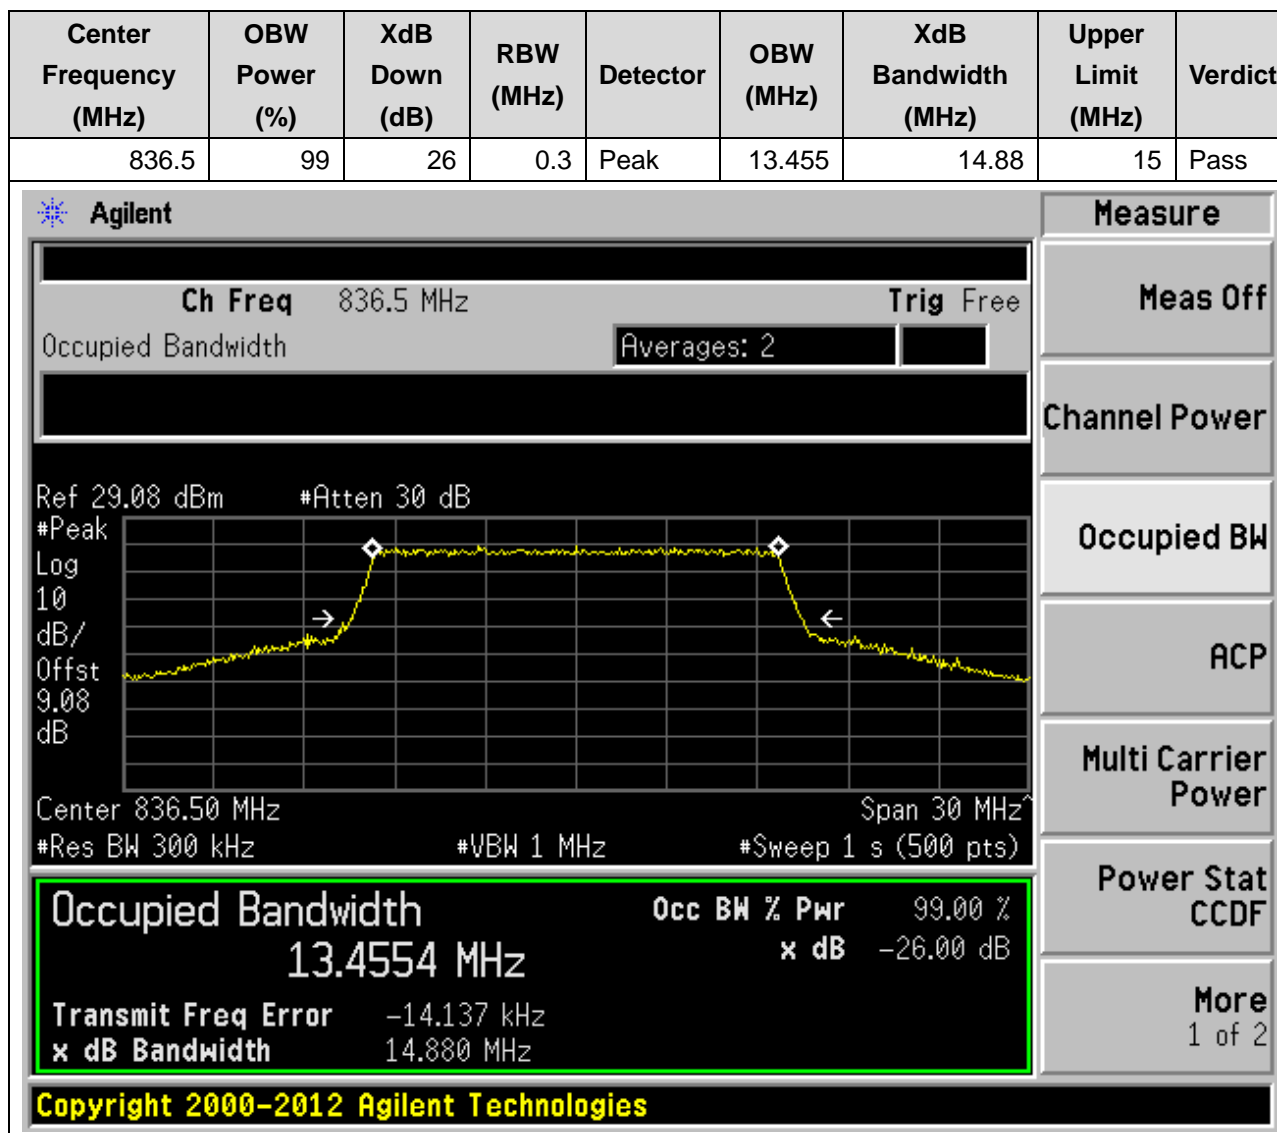 Center Frequency (MHz) OBW Power (%) XdB Down (dB) RBW (MHz) Detector OBW (MHz) XdB Bandwidth (MHz) Upper Limit (MHz) Verdict
836.5 99 26 0.3 Peak 13.455 14.88 15 Pass
Agilent
Measure
Ch Freq 836.5 MHz Trig Free
Meas Off
Occupied Bandwidth Averages: 2
Channel Power
Ref 29.08 dBm #Atten 30 dB
#Peak
Log
10
dB/
Offst
9.08
dB
Occupied BW
ACP
Multi Carrier
Power
Center 836.50 MHz Span 30 MHz^
#Res BW 300 kHz #VBW 1 MHz #Sweep 1 s (500 pts)
Power Stat
CCDF
Occupied Bandwidth Occ BW % Pwr 99.00 %
13.4554 MHz x dB -26.00 dB
More
1 of 2
Transmit Freq Error -14.137 kHz
x dB Bandwidth 14.880 MHz
Copyright 2000-2012 Agilent Technologies